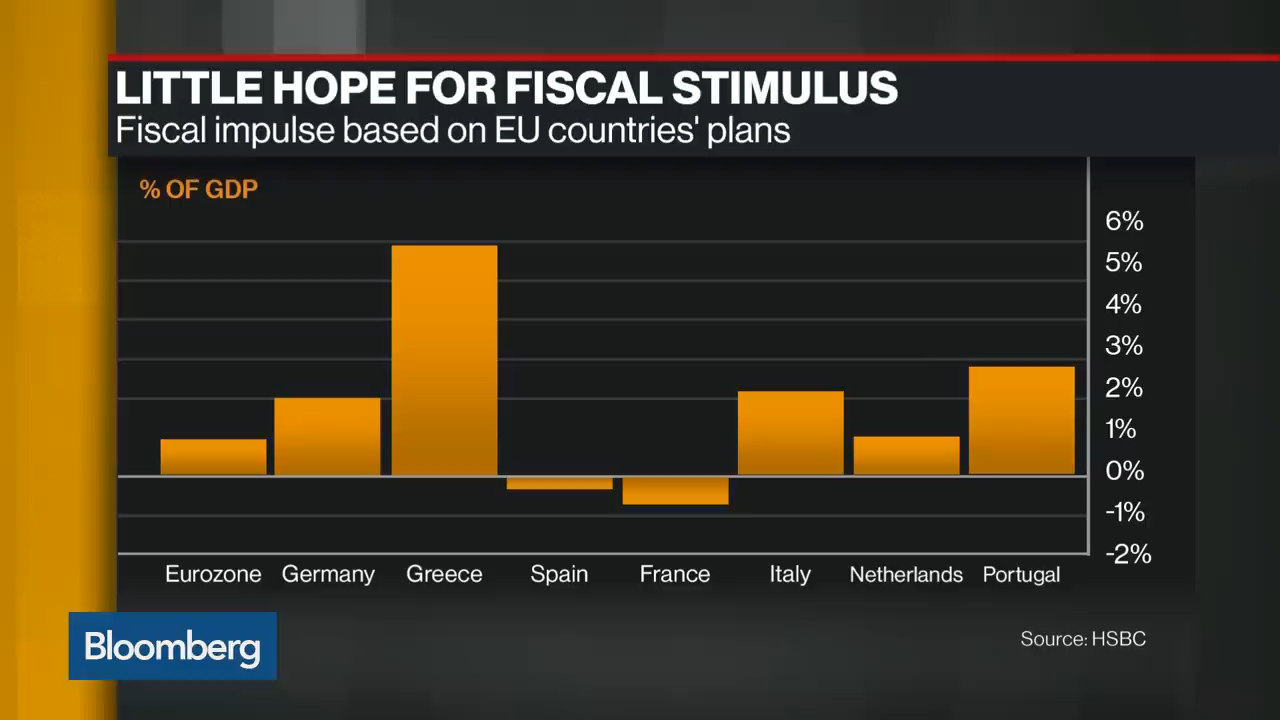 LITTLE HOPE FOR FISCAL STIMULUS
Fiscal impulse based on EU countries' plans
% OF GDP
6%
5%
4%
3%
2%
1%
0%
-1%
-2%
Eurozone Germany Greece Spain France Italy Netherlands Portugal
Bloomberg
Source: HSBC